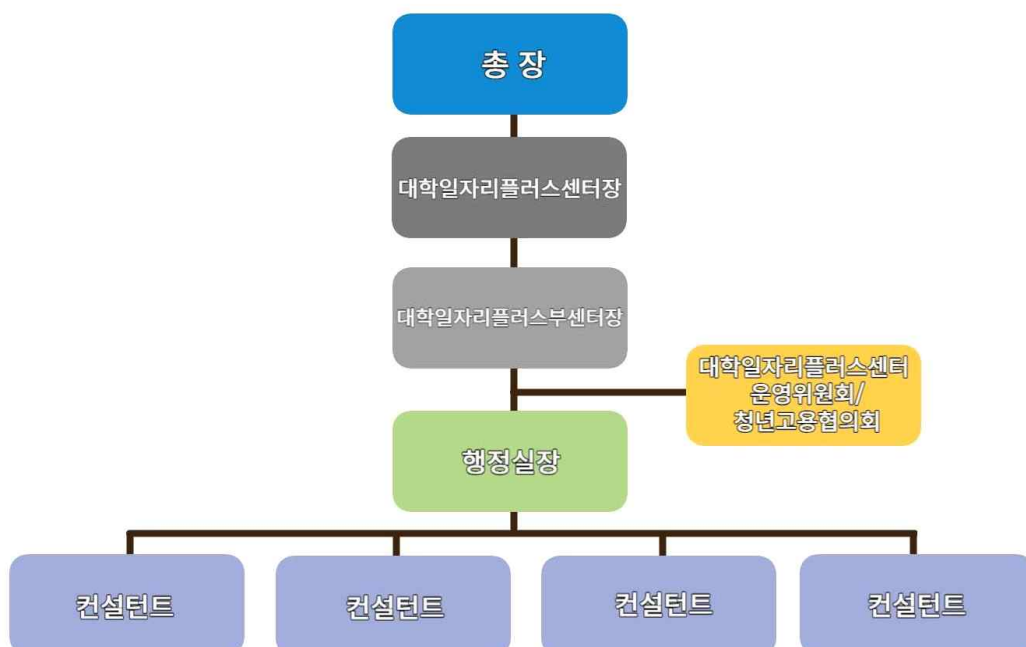 총 장
대학일자리플러스센터장
대학일자리플러스부센터장
대학일자리플러스센터
운영위원회/
청년고용협의회
행정실장
컨설턴트
컨설턴트
컨설턴트
컨설턴트